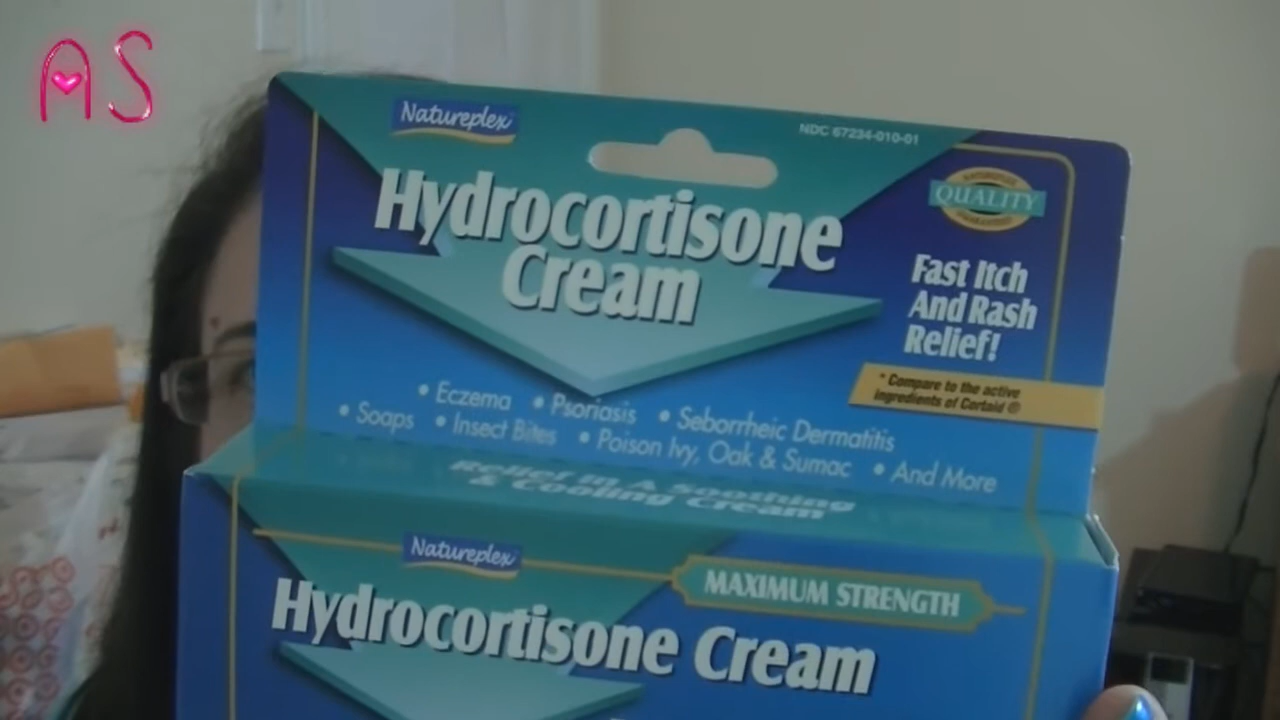 AS
Natureplex
NDC 67234-010-01
Hydrocortisone
Cream
QUALITY
Fast Itch
And Rash
Relief!
* Compare to the active
ingredients of Cortaid ®
• Eczema • Psoriasis • Seborrheic Dermatitis
• Soaps • Insect Bites • Poison Ivy, Oak & Sumac • And More
Relief In A Soothing
& Cooling Cream
Natureplex
MAXIMUM STRENGTH
Hydrocortisone Cream